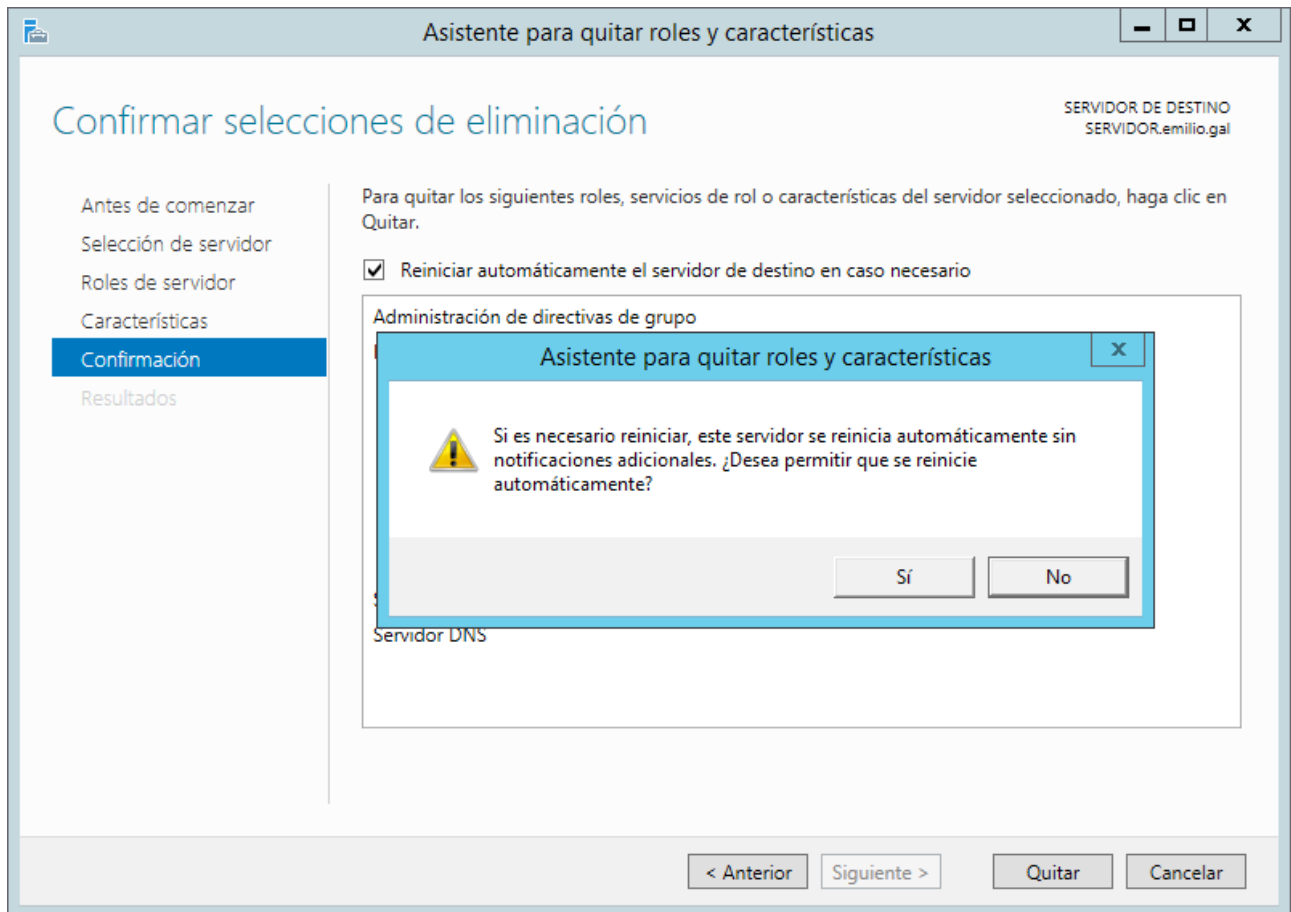 Asistente para quitar roles y características
Confirmar selecciones de eliminación
SERVIDOR DE DESTINO
SERVIDOR.emilio.gal
Antes de comenzar
Selección de servidor
Roles de servidor
Características
Confirmación
Resultados
Para quitar los siguientes roles, servicios de rol o características del servidor seleccionado, haga clic en
Quitar.
Reiniciar automáticamente el servidor de destino en caso necesario
Administración de directivas de grupo
Asistente para quitar roles y características
X
Si es necesario reiniciar, este servidor se reinicia automáticamente sin
notificaciones adicionales. ¿Desea permitir que se reinicie
automáticamente?
Sí
No
Servidor DNS
< Anterior
Siguiente >
Quitar
Cancelar